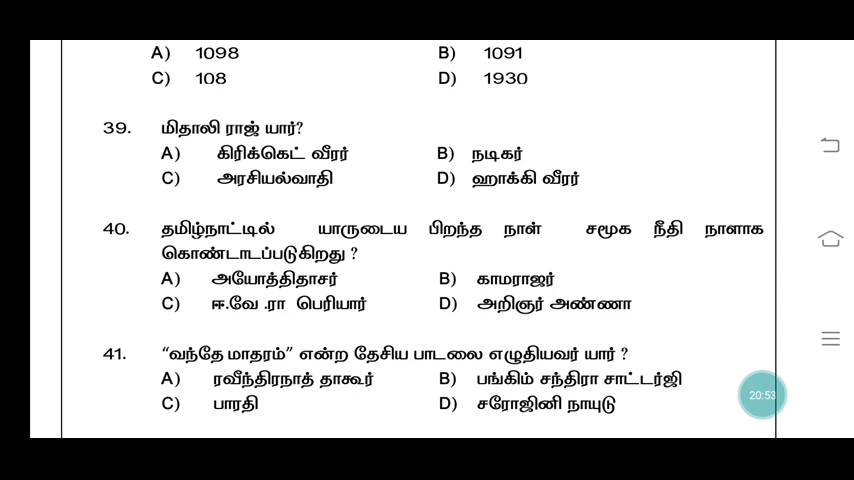 A) 1098 B) 1091
C) 108 D) 1930
39. மிதாலி ராஜ் யார்?
A) கிரிக்கெட் வீரர் B) நடிகர்
C) அரசியல்வாதி D) ஹாக்கி வீரர்
40. தமிழ்நாட்டில் யாருடைய பிறந்த நாள் சமூக நீதி நாளாக
கொண்டாடப்படுகிறது ?
A) அயோத்திதாசர் B) காமராஜர்
C) ஈ.வே .ரா பெரியார் D) அறிஞர் அண்ணா
41. “வந்தே மாதரம்” என்ற தேசிய பாடலை எழுதியவர் யார் ?
A) ரவீந்திரநாத் தாகூர் B) பங்கிம் சந்திரா சாட்டர்ஜி
C) பாரதி D) சரோஜினி நாயுடு
20:53